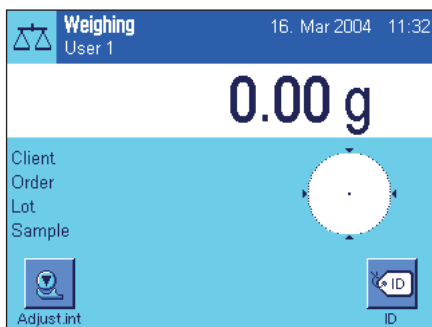 Weighing 16. Mar 2004 11:32
User 1
0.00 g
Client
Order
Lot
Sample
ID
Adjust.int ID